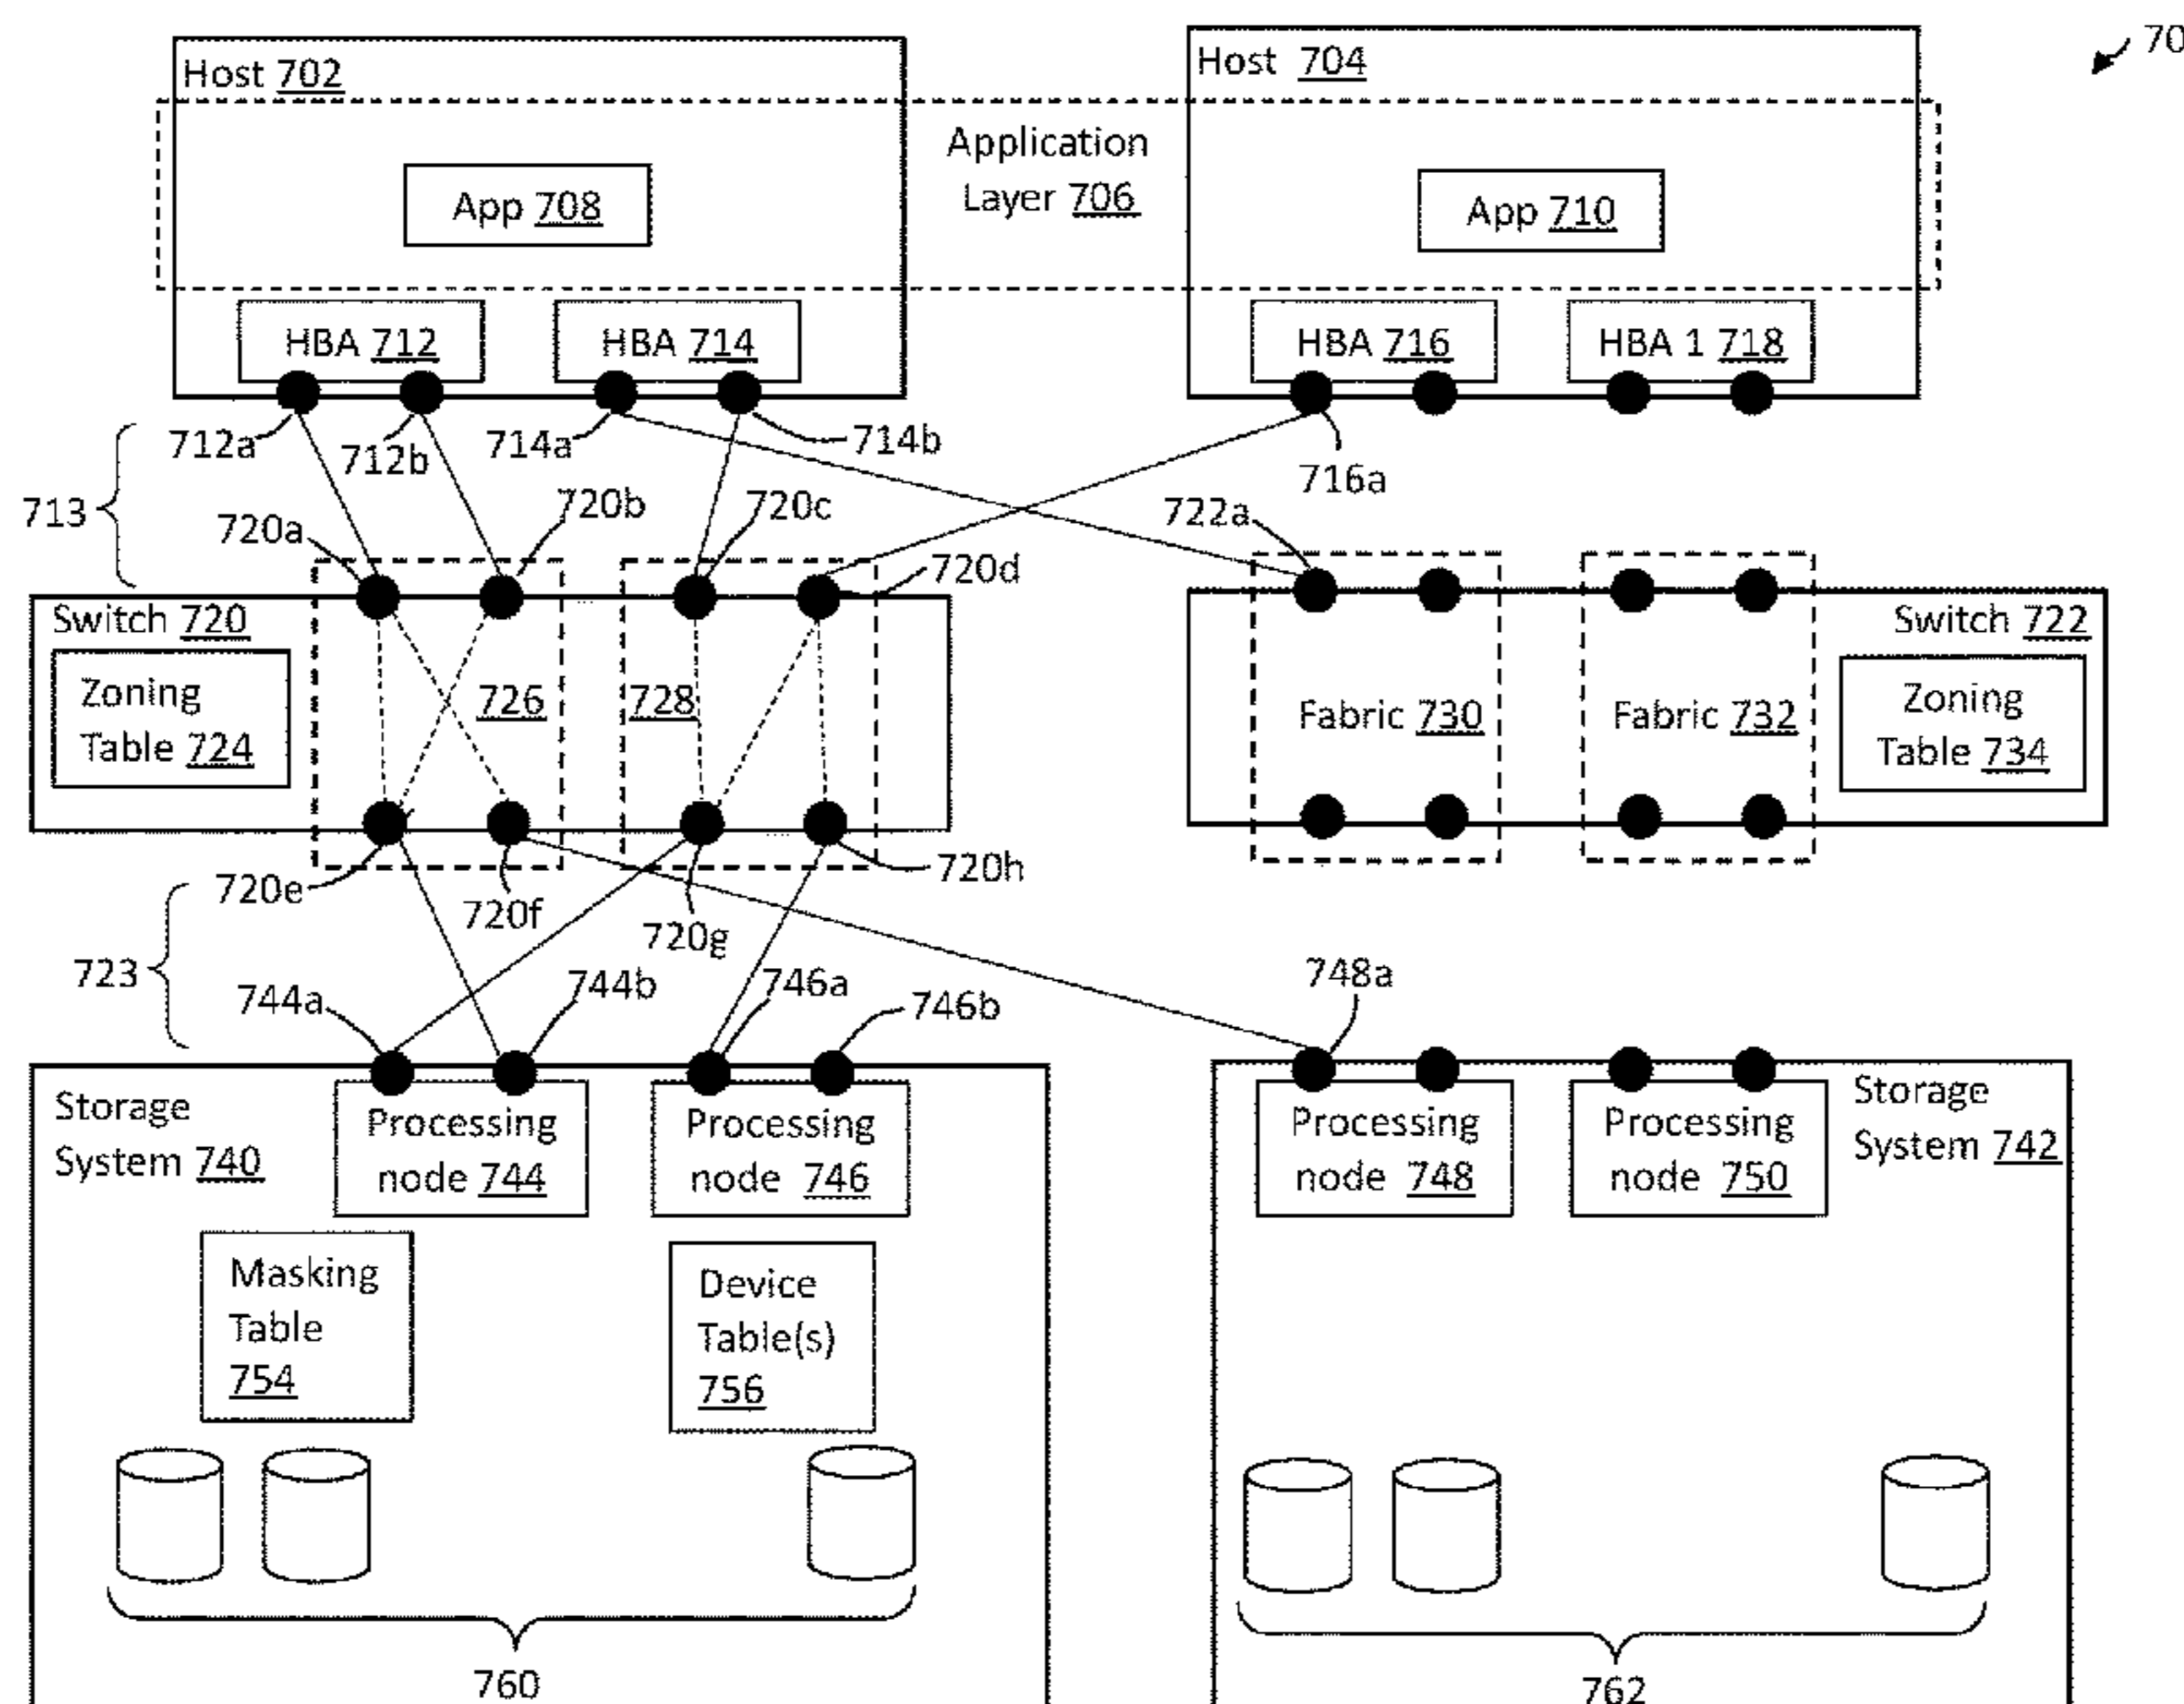 70
Host 702
Host 704
Application
Layer 706
App 708
App 710
HBA 712
HBA 714
HBA 716
HBA 1 718
712a
712b
714a
714b
716a
713
720a
720b
720c
720d
722a
Switch 720
Zoning
Table 724
726
728
Fabric 730
Fabric 732
Switch 722
Zoning
Table 734
720e
720f
720g
720h
723
744a
744b
746a
746b
748a
Storage
System 740
Processing
node 744
Processing
node 746
Processing
node 748
Processing
node 750
Storage
System 742
Masking
Table
754
Device
Table(s)
756
760
762